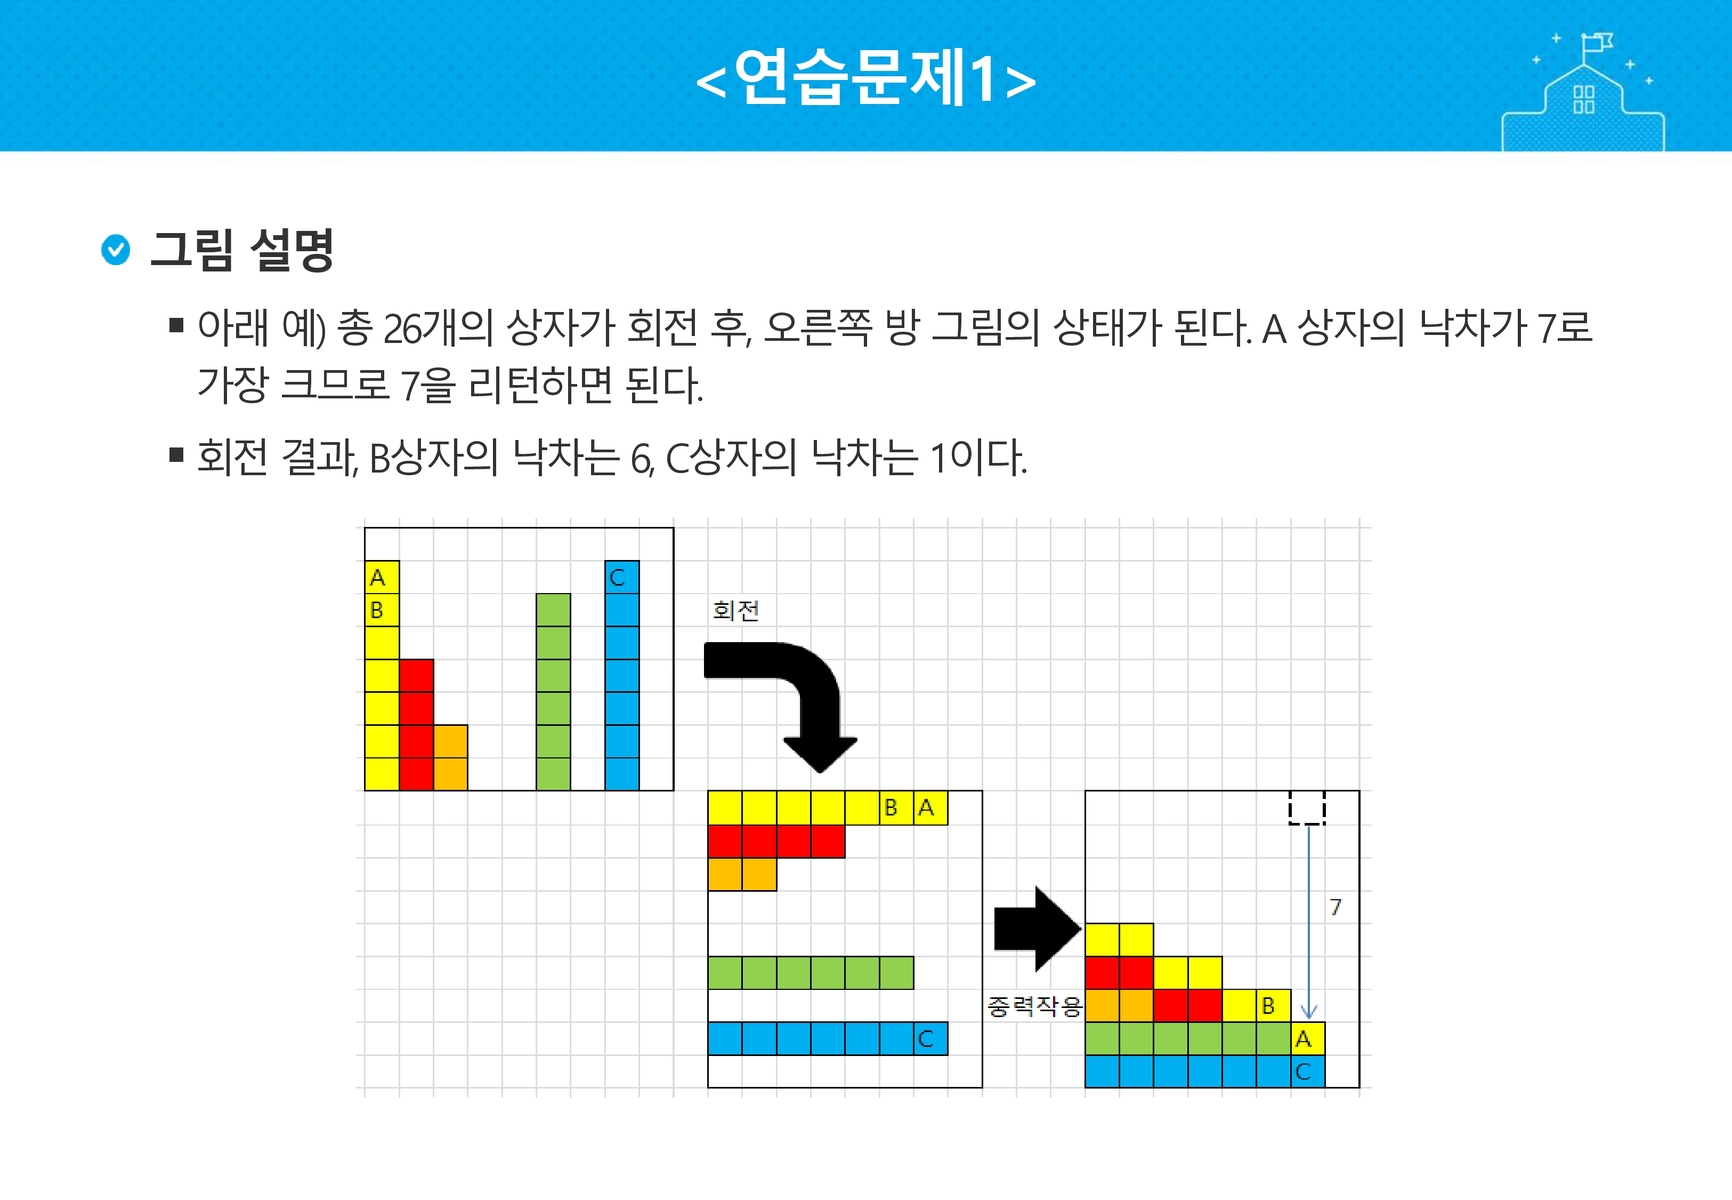 <연습문제1>
그림 설명
아래 예) 총 26개의 상자가 회전 후, 오른쪽 방 그림의 상태가 된다. A 상자의 낙차가 7로
가장 크므로 7을 리턴하면 된다.
회전 결과, B상자의 낙차는 6, C상자의 낙차는 1이다.
A
C
B
회전
B A
7
중력작용
B
C
A
C